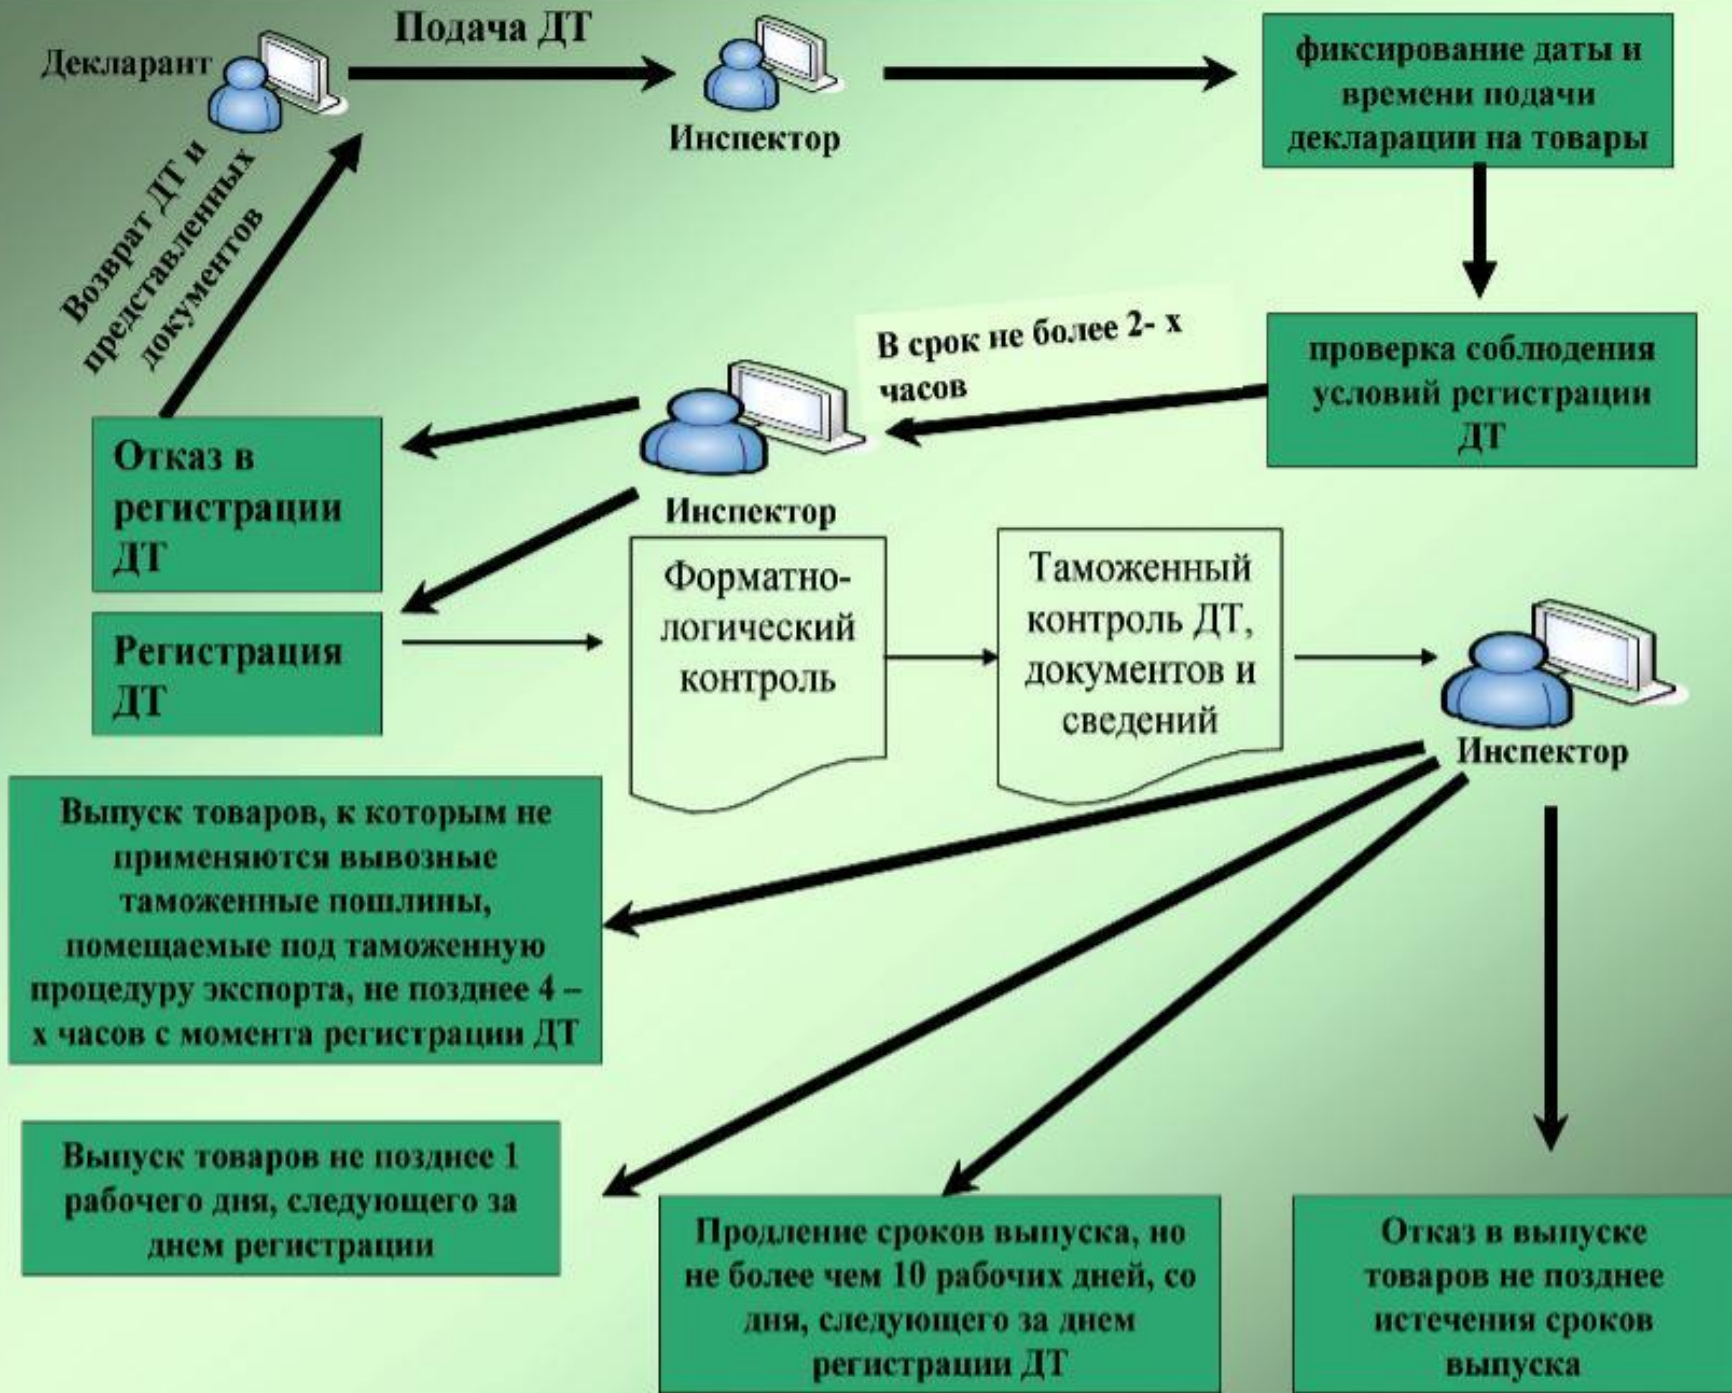 Подача ДТ
Декларант
Инспектор
фиксирование даты и
времени подачи
декларации на товары
Возврат ДТ и
представленных
документов
В срок не более 2- х
часов
проверка соблюдения
условий регистрации
ДТ
Отказ в
регистрации
ДТ
Инспектор
Регистрация
ДТ
Форматно-
логический
контроль
Таможенный
контроль ДТ,
документов и
сведений
Инспектор
Выпуск товаров, к которым не
применяются вывозные
таможенные пошлины,
помещаемые под таможенную
процедуру экспорта, не позднее 4 –
х часов с момента регистрации ДТ
Выпуск товаров не позднее 1
рабочего дня, следующего за
днем регистрации
Продление сроков выпуска, но
не более чем 10 рабочих дней, со
дня, следующего за днем
регистрации ДТ
Отказ в выпуске
товаров не позднее
истечения сроков
выпуска